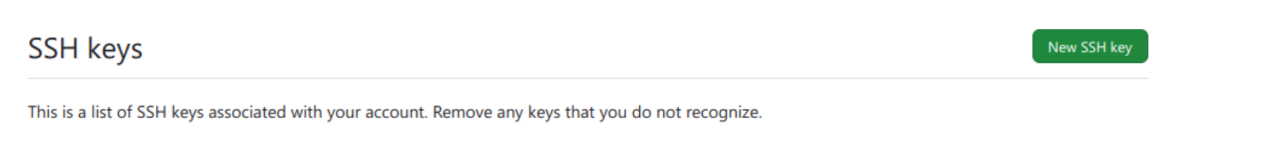 SSH keys
New SSH key
This is a list of SSH keys associated with your account. Remove any keys that you do not recognize.